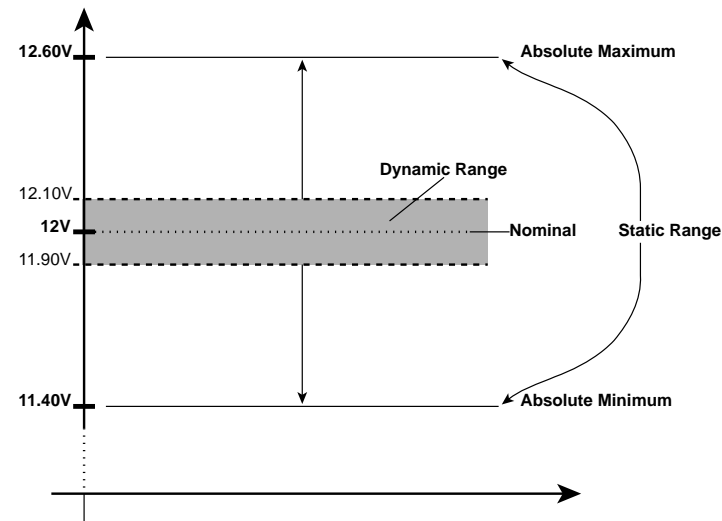 12.60V
Absolute Maximum
Dynamic Range
12.10V
12V
Nominal
Static Range
11.90V
11.40V
Absolute Minimum